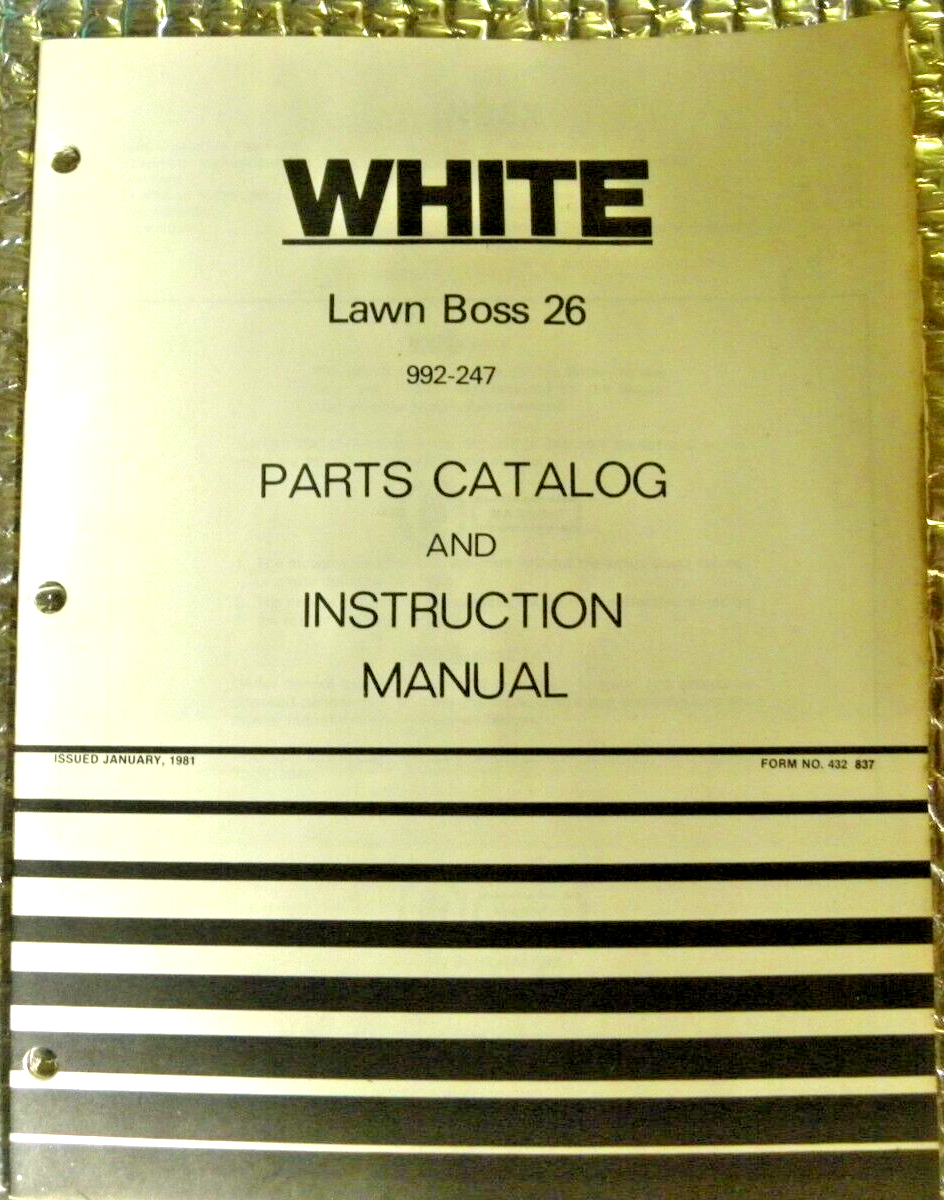 WHITE
Lawn Boss 26
992-247
PARTS CATALOG
AND
INSTRUCTION
MANUAL
ISSUED JANUARY, 1981
FORM NO. 432 837